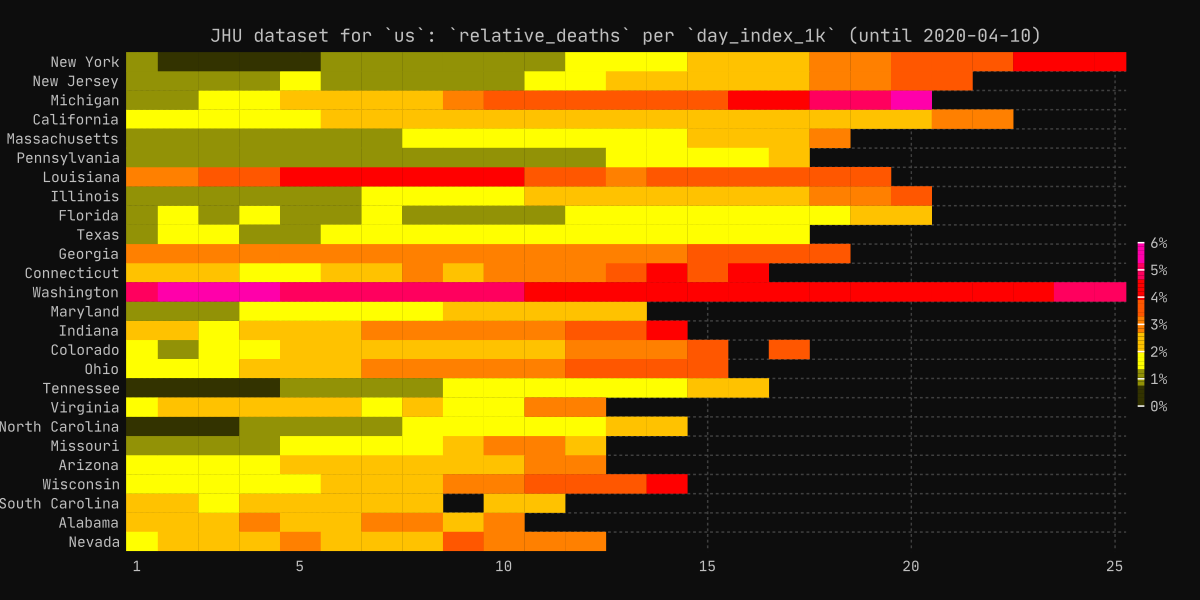 JHU dataset for `us`: `relative_deaths` per `day_index_1k` (until 2020-04-10)
New York
New Jersey
Michigan
California
Massachusetts
Pennsylvania
Louisiana
Illinois
Florida
Texas
Georgia
Connecticut
Washington
Maryland
Indiana
Colorado
Ohio
Tennessee
Virginia
North Carolina
Missouri
Arizona
Wisconsin
South Carolina
Alabama
Nevada
1 5 10 15 20 25
6%
5%
4%
3%
2%
1%
0%